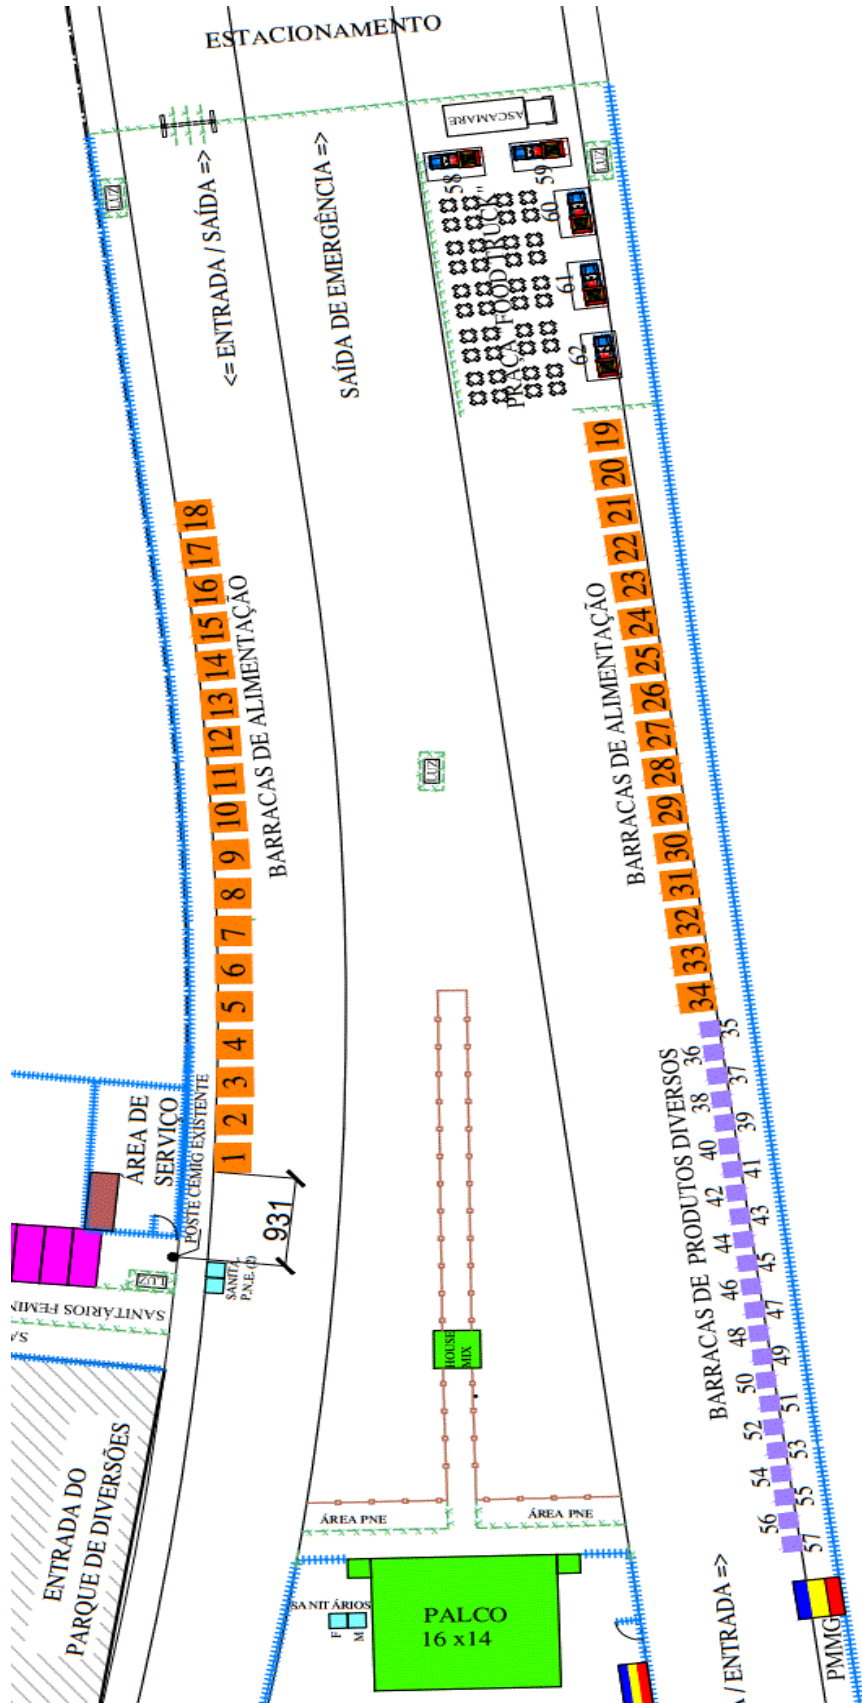 ESTACIONAMENTO
ASCAMARE
LUZ
<= ENTRADA / SAÍDA =>
SAÍDA DE EMERGÊNCIA =>
58
59
LUZ
60
61
62
PRAÇA "FOOD TRUCK"
19
20
21
22
23
24
25
26
27
28
29
30
31
32
33
34
BARRACAS DE ALIMENTAÇÃO
18
17
16
15
14
13
12
11
10
9
8
7
6
5
4
3
2
1
BARRACAS DE ALIMENTAÇÃO
LUZ
35
36
37
38
39
40
41
42
43
44
45
46
47
48
49
50
51
52
53
54
55
56
57
BARRACAS DE PRODUTOS DIVERSOS
ÁREA DE
SERVIÇO
POSTE CEMIG EXISTENTE
931
SANITA.
P.N.E. (2)
LUZ
SANITÁRIOS FEMIN
SA
HOUSE
MIX
ENTRADA DO
PARQUE DE DIVERSÕES
ÁREA PNE
ÁREA PNE
SANITÁRIOS
F
M
PALCO
16 x14
/ ENTRADA =>
PMMG